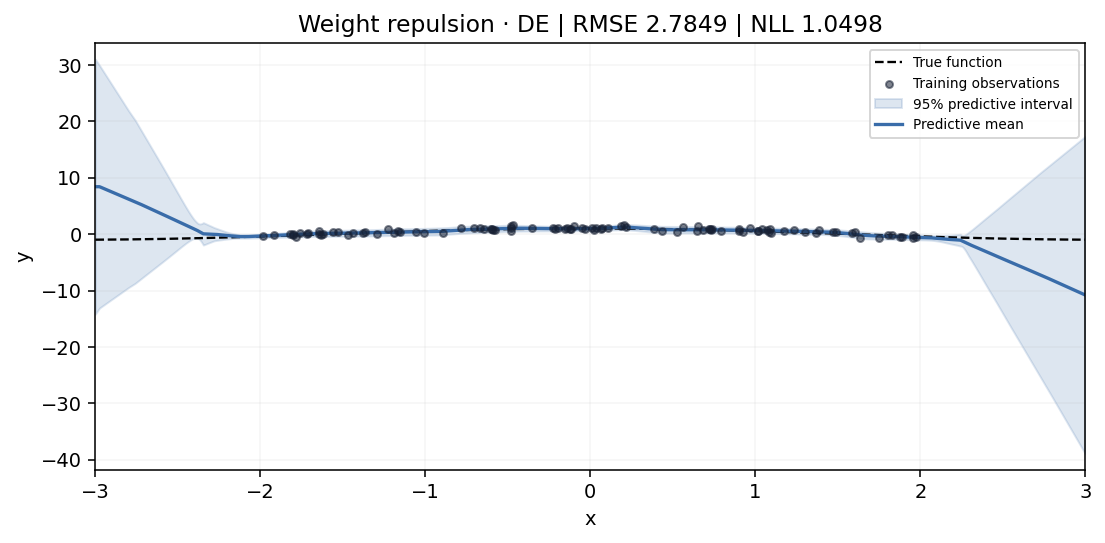 Weight repulsion · DE | RMSE 2.7849 | NLL 1.0498
True function
Training observations
95% predictive interval
Predictive mean
30
20
10
0
−10
−20
−30
−40
y
−3
−2
−1
0
1
2
3
x